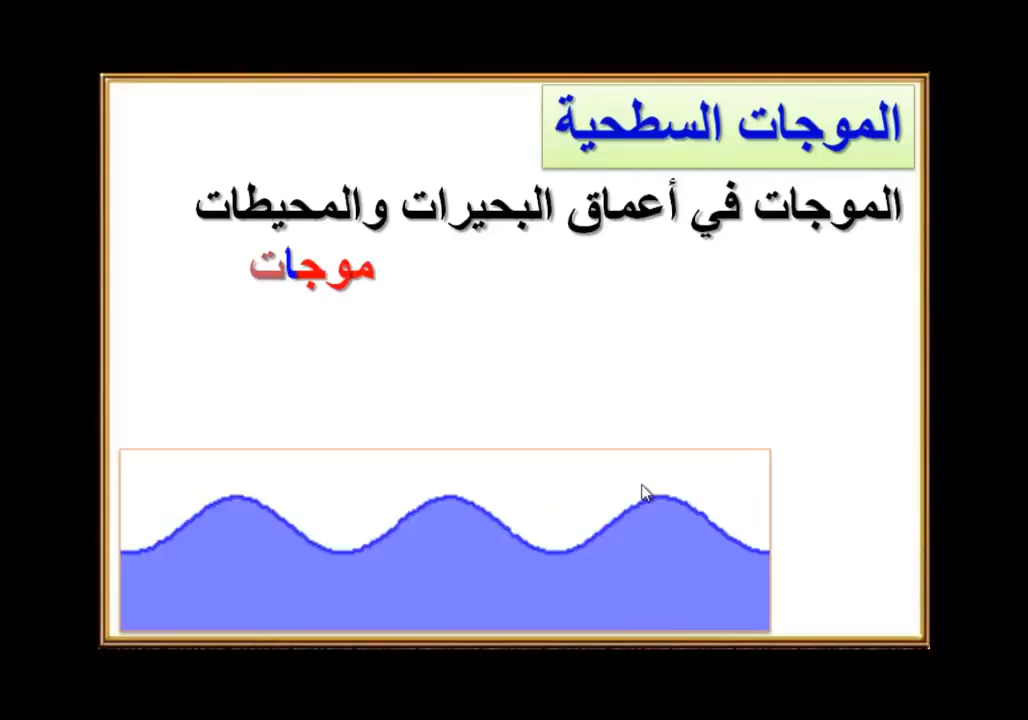 الموجات السطحية
الموجات في أعماق البحيرات والمحيطات
موجات